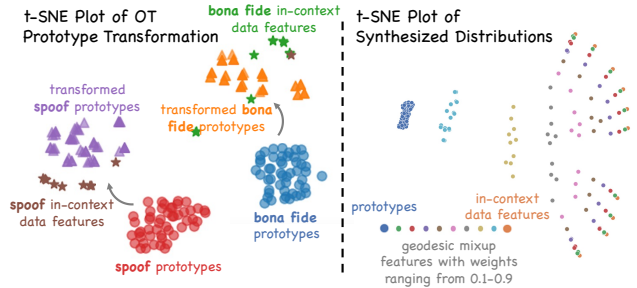 t-SNE Plot of OT
Prototype Transformation
bona fide in-context
data features
transformed
spoof prototypes
transformed bona
fide prototypes
spoof in-context
data features
bona fide
prototypes
spoof prototypes
t-SNE Plot of
Synthesized Distributions
prototypes
in-context
data features
geodesic mixup
features with weights
ranging from 0.1-0.9